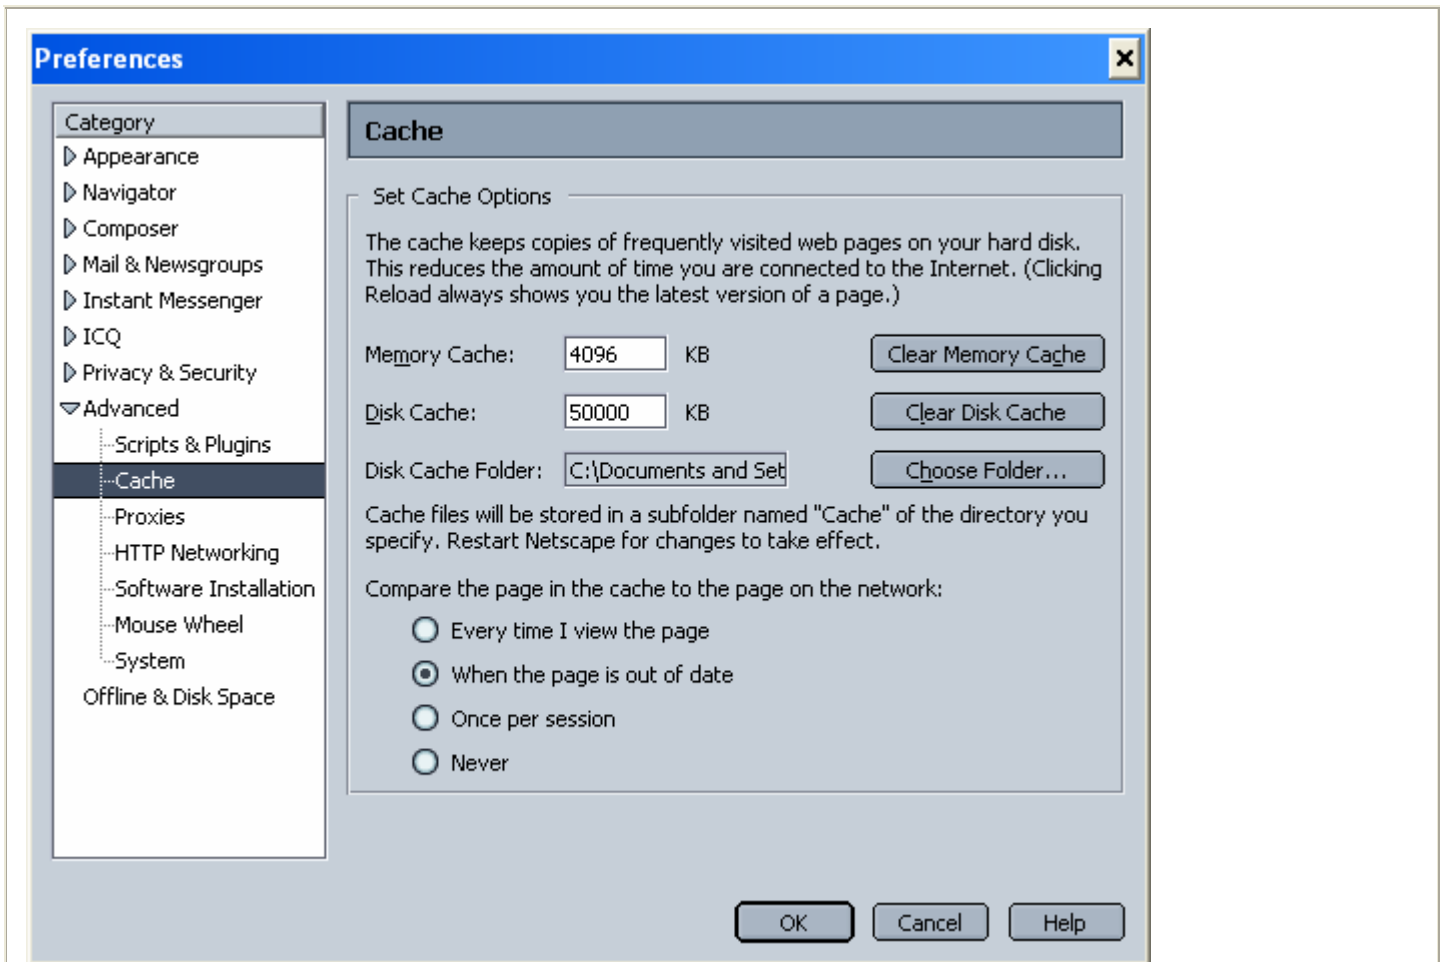 Preferences
Category
Appearance
Navigator
Composer
Mail & Newsgroups
Instant Messenger
ICQ
Privacy & Security
Advanced
Scripts & Plugins
Cache
Proxies
HTTP Networking
Software Installation
Mouse Wheel
System
Offline & Disk Space
Cache
Set Cache Options
The cache keeps copies of frequently visited web pages on your hard disk.
This reduces the amount of time you are connected to the Internet. (Clicking
Reload always shows you the latest version of a page.)
Memory Cache: 4096 KB Clear Memory Cache
Disk Cache: 50000 KB Clear Disk Cache
Disk Cache Folder: C:\Documents and Set Choose Folder...
Cache files will be stored in a subfolder named "Cache" of the directory you
specify. Restart Netscape for changes to take effect.
Compare the page in the cache to the page on the network:
Every time I view the page
When the page is out of date
Once per session
Never
OK Cancel Help